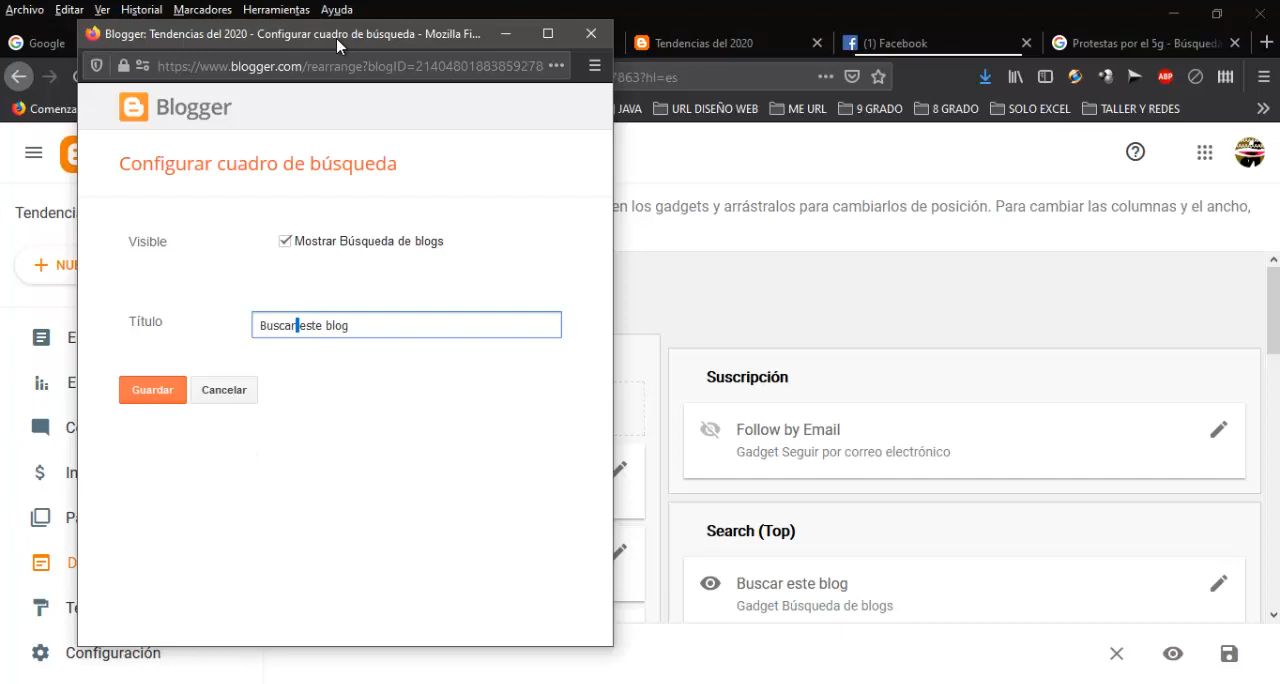 Archivo Editar Ver Historial Marcadores Herramientas Ayuda
Google
Blogger: Tendencias del 2020 - Configurar cuadro de búsqueda - Mozilla Fi...
Tendencias del 2020
(1) Facebook
Protestas por el 5g - Búsqueda
https://www.blogger.com/rearrange?blogID=21404801883859278
7863?hl=es
ABP
Comenza
JAVA URL DISEÑO WEB ME URL 9 GRADO 8 GRADO SOLO EXCEL TALLER Y REDES
Blogger
Configurar cuadro de búsqueda
Visible
Mostrar Búsqueda de blogs
Título
Buscar este blog
Guardar Cancelar
Tendenci
NUE
E
E
C
In
Pá
D
Te
Configuración
en los gadgets y arrástralos para cambiarlos de posición. Para cambiar las columnas y el ancho,
Suscripción
Follow by Email
Gadget Seguir por correo electrónico
Search (Top)
Buscar este blog
Gadget Búsqueda de blogs